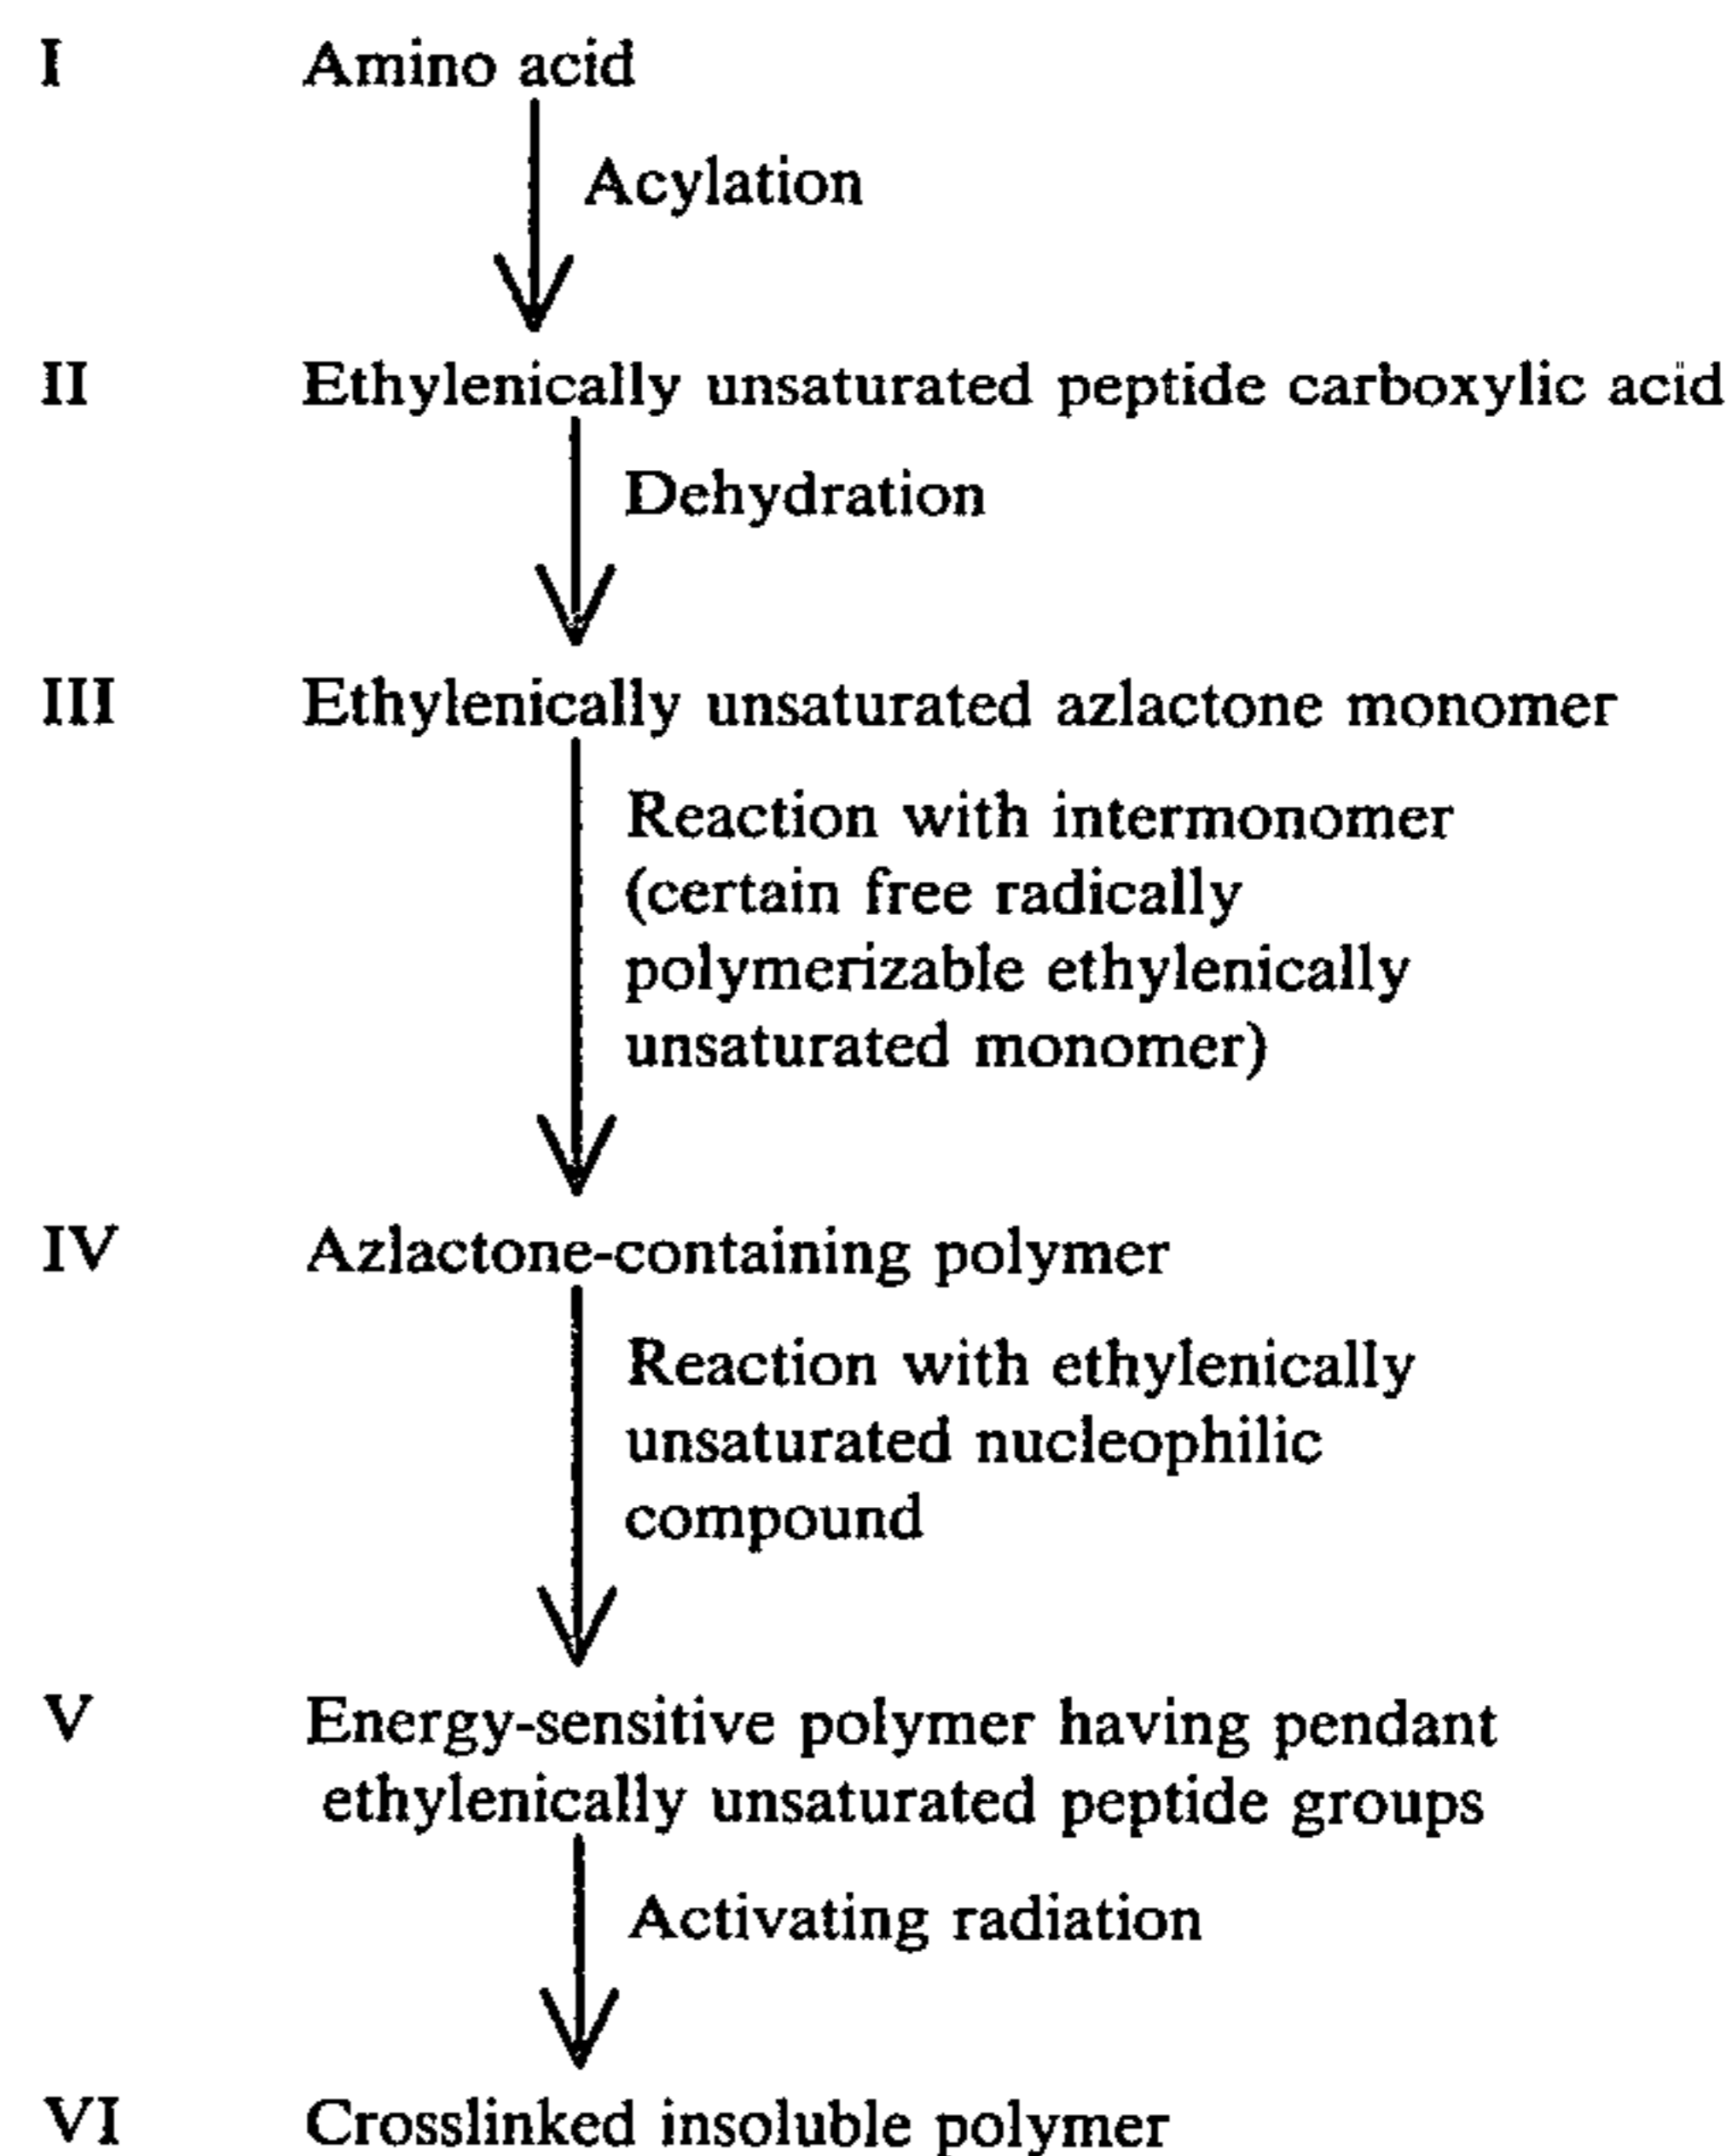 I Amino acid
Acylation
II Ethylenically unsaturated peptide carboxylic acid
Dehydration
III Ethylenically unsaturated azlactone monomer
Reaction with intermonomer
(certain free radically
polymerizable ethylenically
unsaturated monomer)
IV Azlactone-containing polymer
Reaction with ethylenically
unsaturated nucleophilic
compound
V Energy-sensitive polymer having pendant
ethylenically unsaturated peptide groups
Activating radiation
VI Crosslinked insoluble polymer